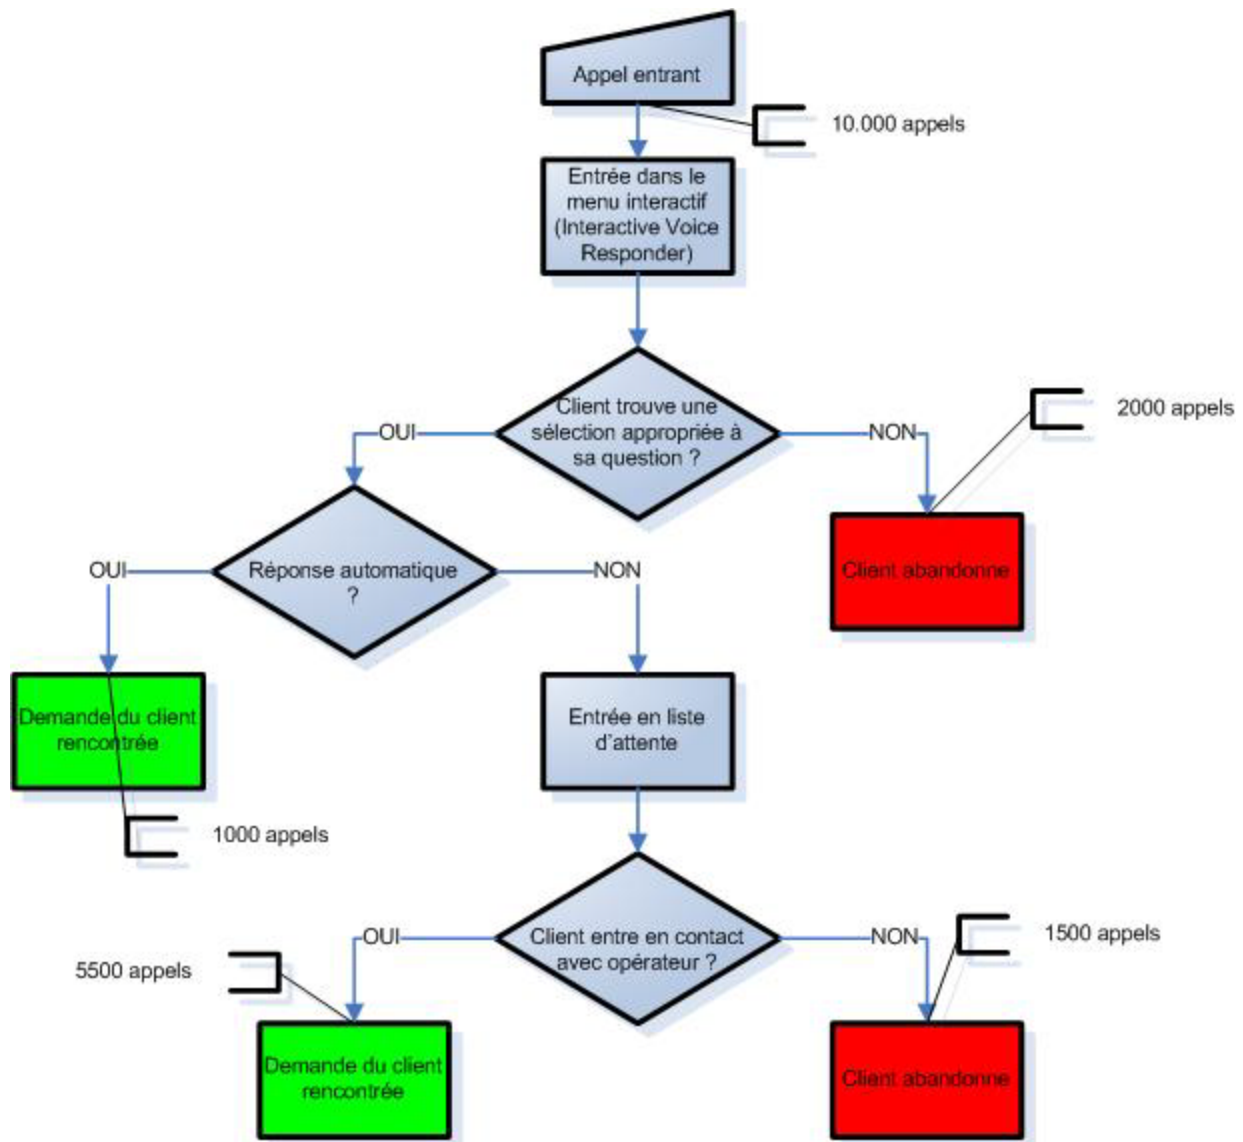 Appel entrant
10.000 appels
Entrée dans le
menu interactif
(Interactive Voice
Responder)
Client trouve une
sélection appropriée à
sa question ?
OUI
NON
2000 appels
Client abandonne
Réponse automatique
?
OUI
NON
Demande du client
rencontrée
1000 appels
Entrée en liste
d'attente
Client entre en contact
avec opérateur ?
OUI
NON
5500 appels
1500 appels
Demande du client
rencontrée
Client abandonne